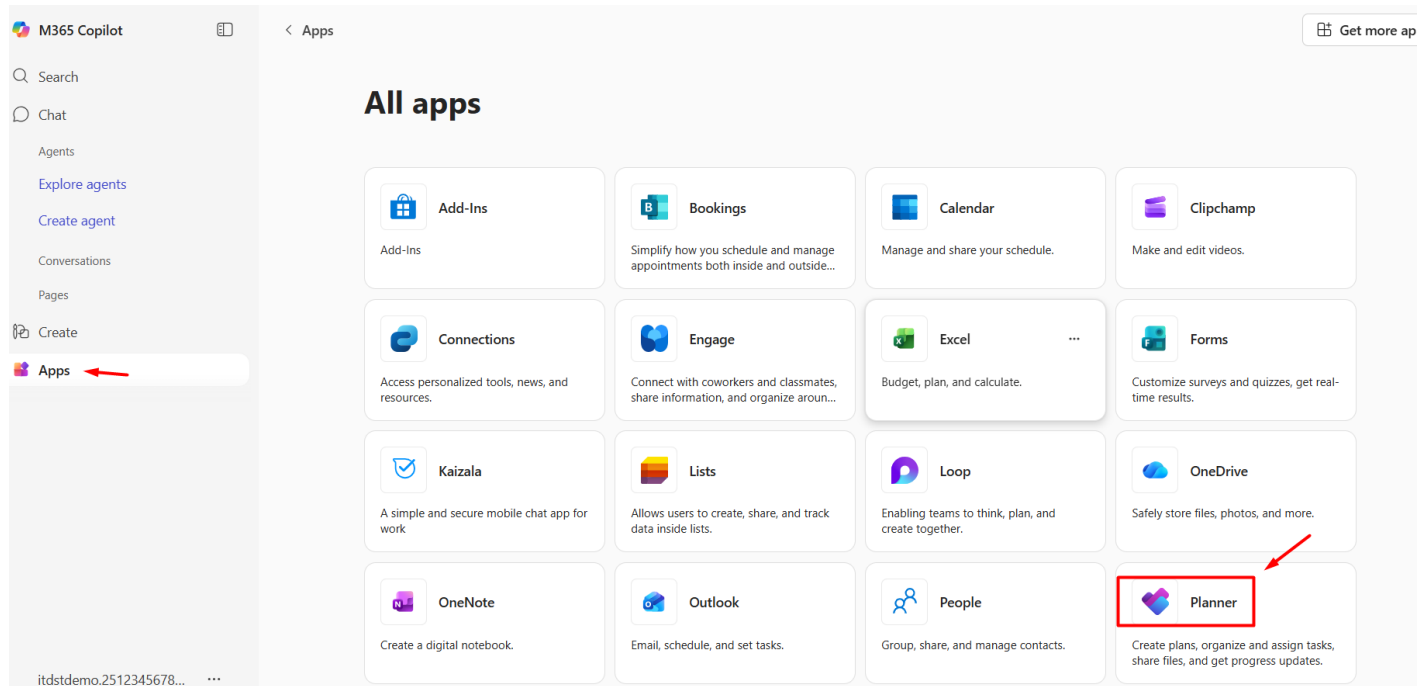 M365 Copilot
Search
Chat
Agents
Explore agents
Create agent
Conversations
Pages
Create
Apps
itdstdemo.2512345678...
Apps
Get more ap
All apps
Add-Ins
Add-Ins
Bookings
Simplify how you schedule and manage
appointments both inside and outside...
Calendar
Manage and share your schedule.
Clipchamp
Make and edit videos.
Connections
Access personalized tools, news, and
resources.
Engage
Connect with coworkers and classmates,
share information, and organize aroun...
Excel
Budget, plan, and calculate.
Forms
Customize surveys and quizzes, get real-
time results.
Kaizala
A simple and secure mobile chat app for
work
Lists
Allows users to create, share, and track
data inside lists.
Loop
Enabling teams to think, plan, and
create together.
OneDrive
Safely store files, photos, and more.
OneNote
Create a digital notebook.
Outlook
Email, schedule, and set tasks.
People
Group, share, and manage contacts.
Planner
Create plans, organize and assign tasks,
share files, and get progress updates.